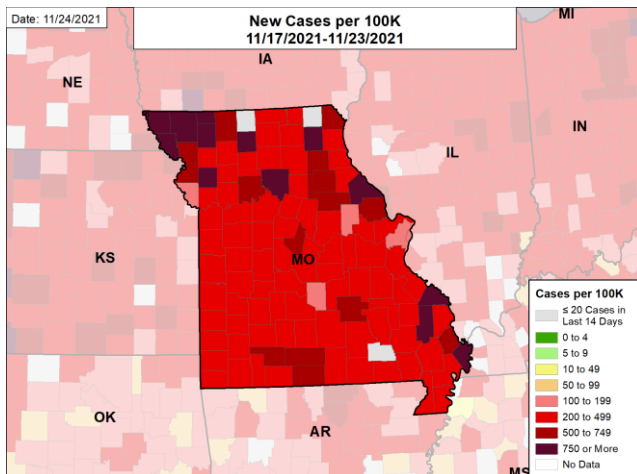 Date: 11/24/2021
New Cases per 100K
11/17/2021-11/23/2021
MI
IA
NE
IN
IL
KS
MO
Cases per 100K
≤ 20 Cases in
Last 14 Days
0 to 4
5 to 9
10 to 49
50 to 99
100 to 199
200 to 499
500 to 749
750 or More
No Data
OK
AR
MS